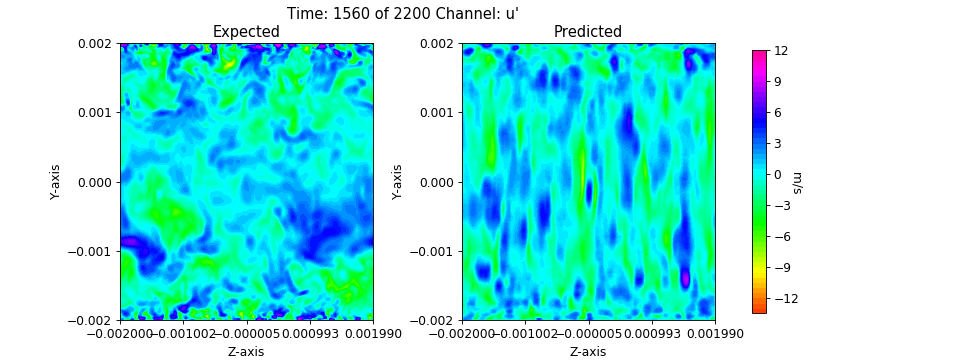 Time: 1560 of 2200 Channel: u'
Expected
Predicted
0.002
0.001
0.000
−0.001
−0.002
Y-axis
−0.002000 −0.001002 −0.000005 0.000993 0.001990
Z-axis
0.002
0.001
0.000
−0.001
−0.002
Y-axis
−0.002000 −0.001002 −0.000005 0.000993 0.001990
Z-axis
12
9
6
3
0
−3
−6
−9
−12
m/s